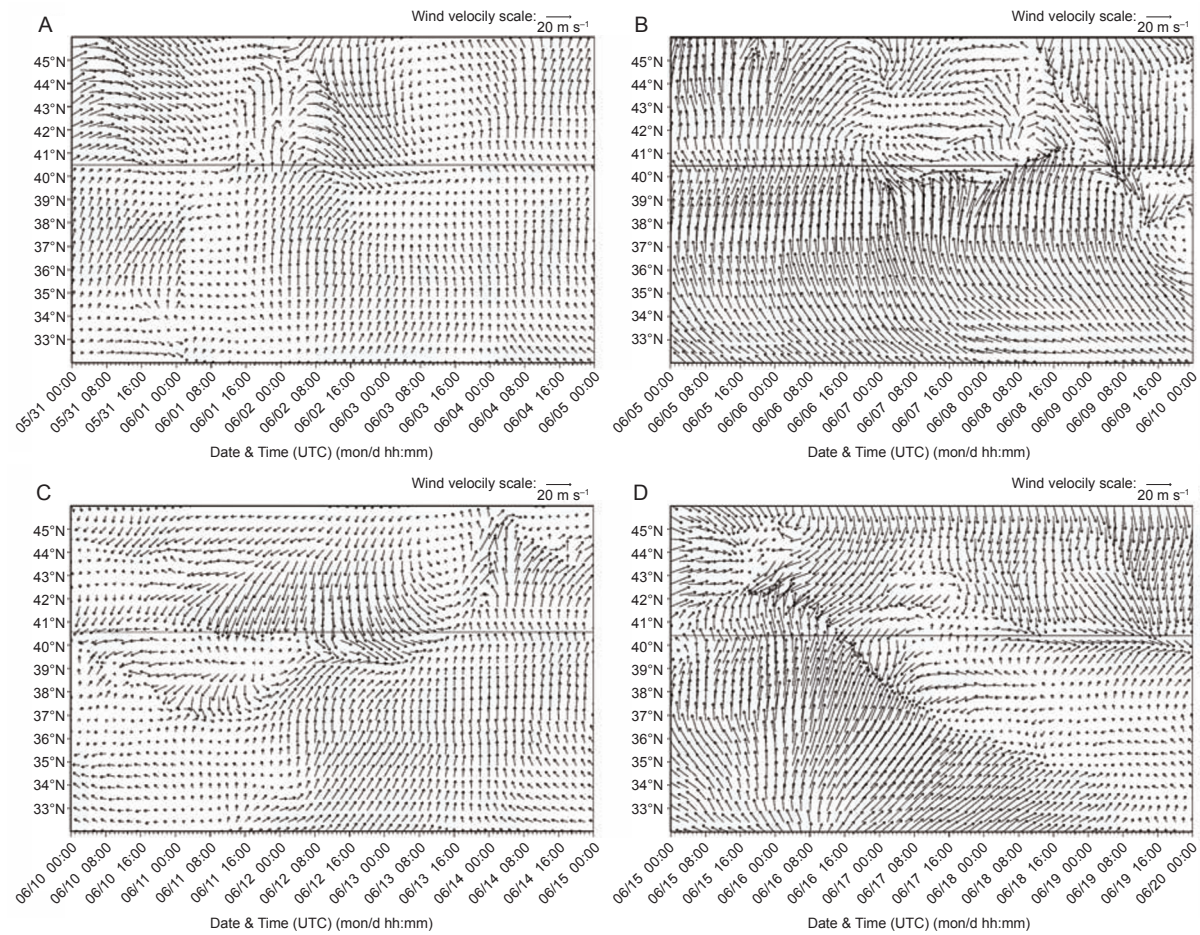 A
Wind velocily scale:
20 m s⁻¹
45°N
44°N
43°N
42°N
41°N
40°N
39°N
38°N
37°N
36°N
35°N
34°N
33°N
05/31 00:00
05/31 08:00
05/31 16:00
06/01 00:00
06/01 08:00
06/01 16:00
06/02 00:00
06/02 08:00
06/02 16:00
06/03 00:00
06/03 08:00
06/03 16:00
06/04 00:00
06/04 08:00
06/04 16:00
06/05 00:00
Date & Time (UTC) (mon/d hh:mm)
B
Wind velocily scale:
20 m s⁻¹
45°N
44°N
43°N
42°N
41°N
40°N
39°N
38°N
37°N
36°N
35°N
34°N
33°N
06/05 00:00
06/05 08:00
06/05 16:00
06/06 00:00
06/06 08:00
06/06 16:00
06/07 00:00
06/07 08:00
06/07 16:00
06/08 00:00
06/08 08:00
06/08 16:00
06/09 00:00
06/09 08:00
06/09 16:00
06/10 00:00
Date & Time (UTC) (mon/d hh:mm)
C
Wind velocily scale:
20 m s⁻¹
45°N
44°N
43°N
42°N
41°N
40°N
39°N
38°N
37°N
36°N
35°N
34°N
33°N
06/10 00:00
06/10 08:00
06/10 16:00
06/11 00:00
06/11 08:00
06/11 16:00
06/12 00:00
06/12 08:00
06/12 16:00
06/13 00:00
06/13 08:00
06/13 16:00
06/14 00:00
06/14 08:00
06/14 16:00
06/15 00:00
Date & Time (UTC) (mon/d hh:mm)
D
Wind velocily scale:
20 m s⁻¹
45°N
44°N
43°N
42°N
41°N
40°N
39°N
38°N
37°N
36°N
35°N
34°N
33°N
06/15 00:00
06/15 08:00
06/15 16:00
06/16 00:00
06/16 08:00
06/16 16:00
06/17 00:00
06/17 08:00
06/17 16:00
06/18 00:00
06/18 08:00
06/18 16:00
06/19 00:00
06/19 08:00
06/19 16:00
06/20 00:00
Date & Time (UTC) (mon/d hh:mm)